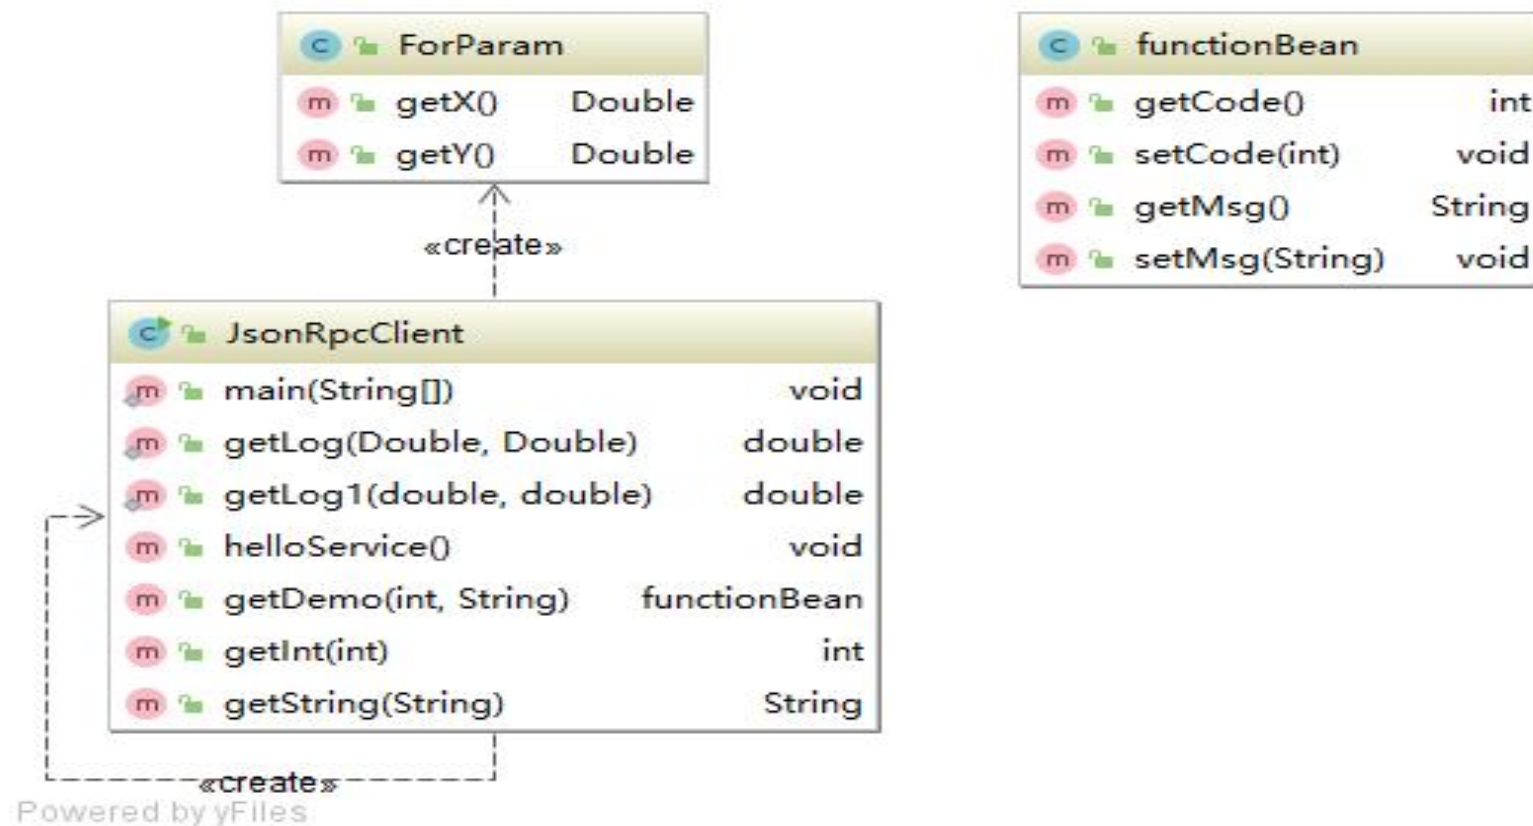 ForParam
getX() Double
getY() Double
«create»
functionBean
getCode() int
setCode(int) void
getMsg() String
setMsg(String) void
JsonRpcClient
main(String[]) void
getLog(Double, Double) double
getLog1(double, double) double
helloService() void
getDemo(int, String) functionBean
getInt(int) int
getString(String) String
«create»
Powered by yFiles